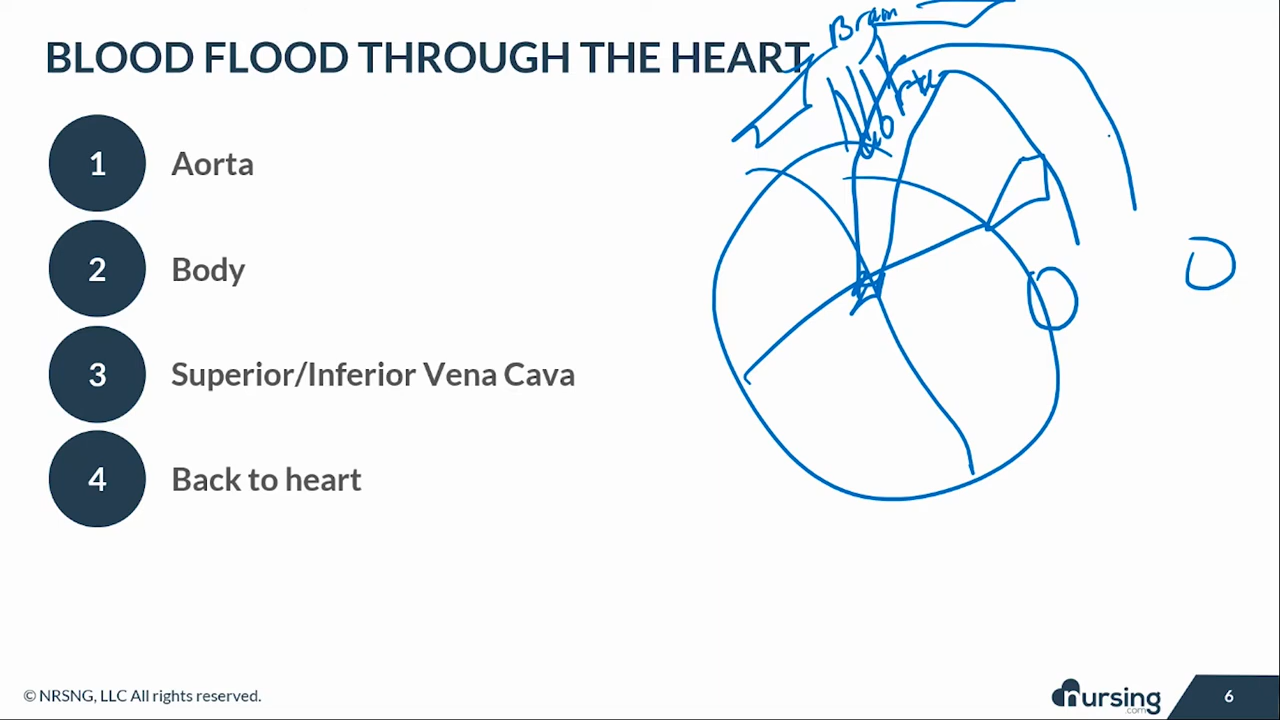 BLOOD FLOOD THROUGH THE HEART
Brain
1 Aorta
2 Body
3 Superior/Inferior Vena Cava
4 Back to heart
© NRSNG, LLC All rights reserved.
nursing
.com
6